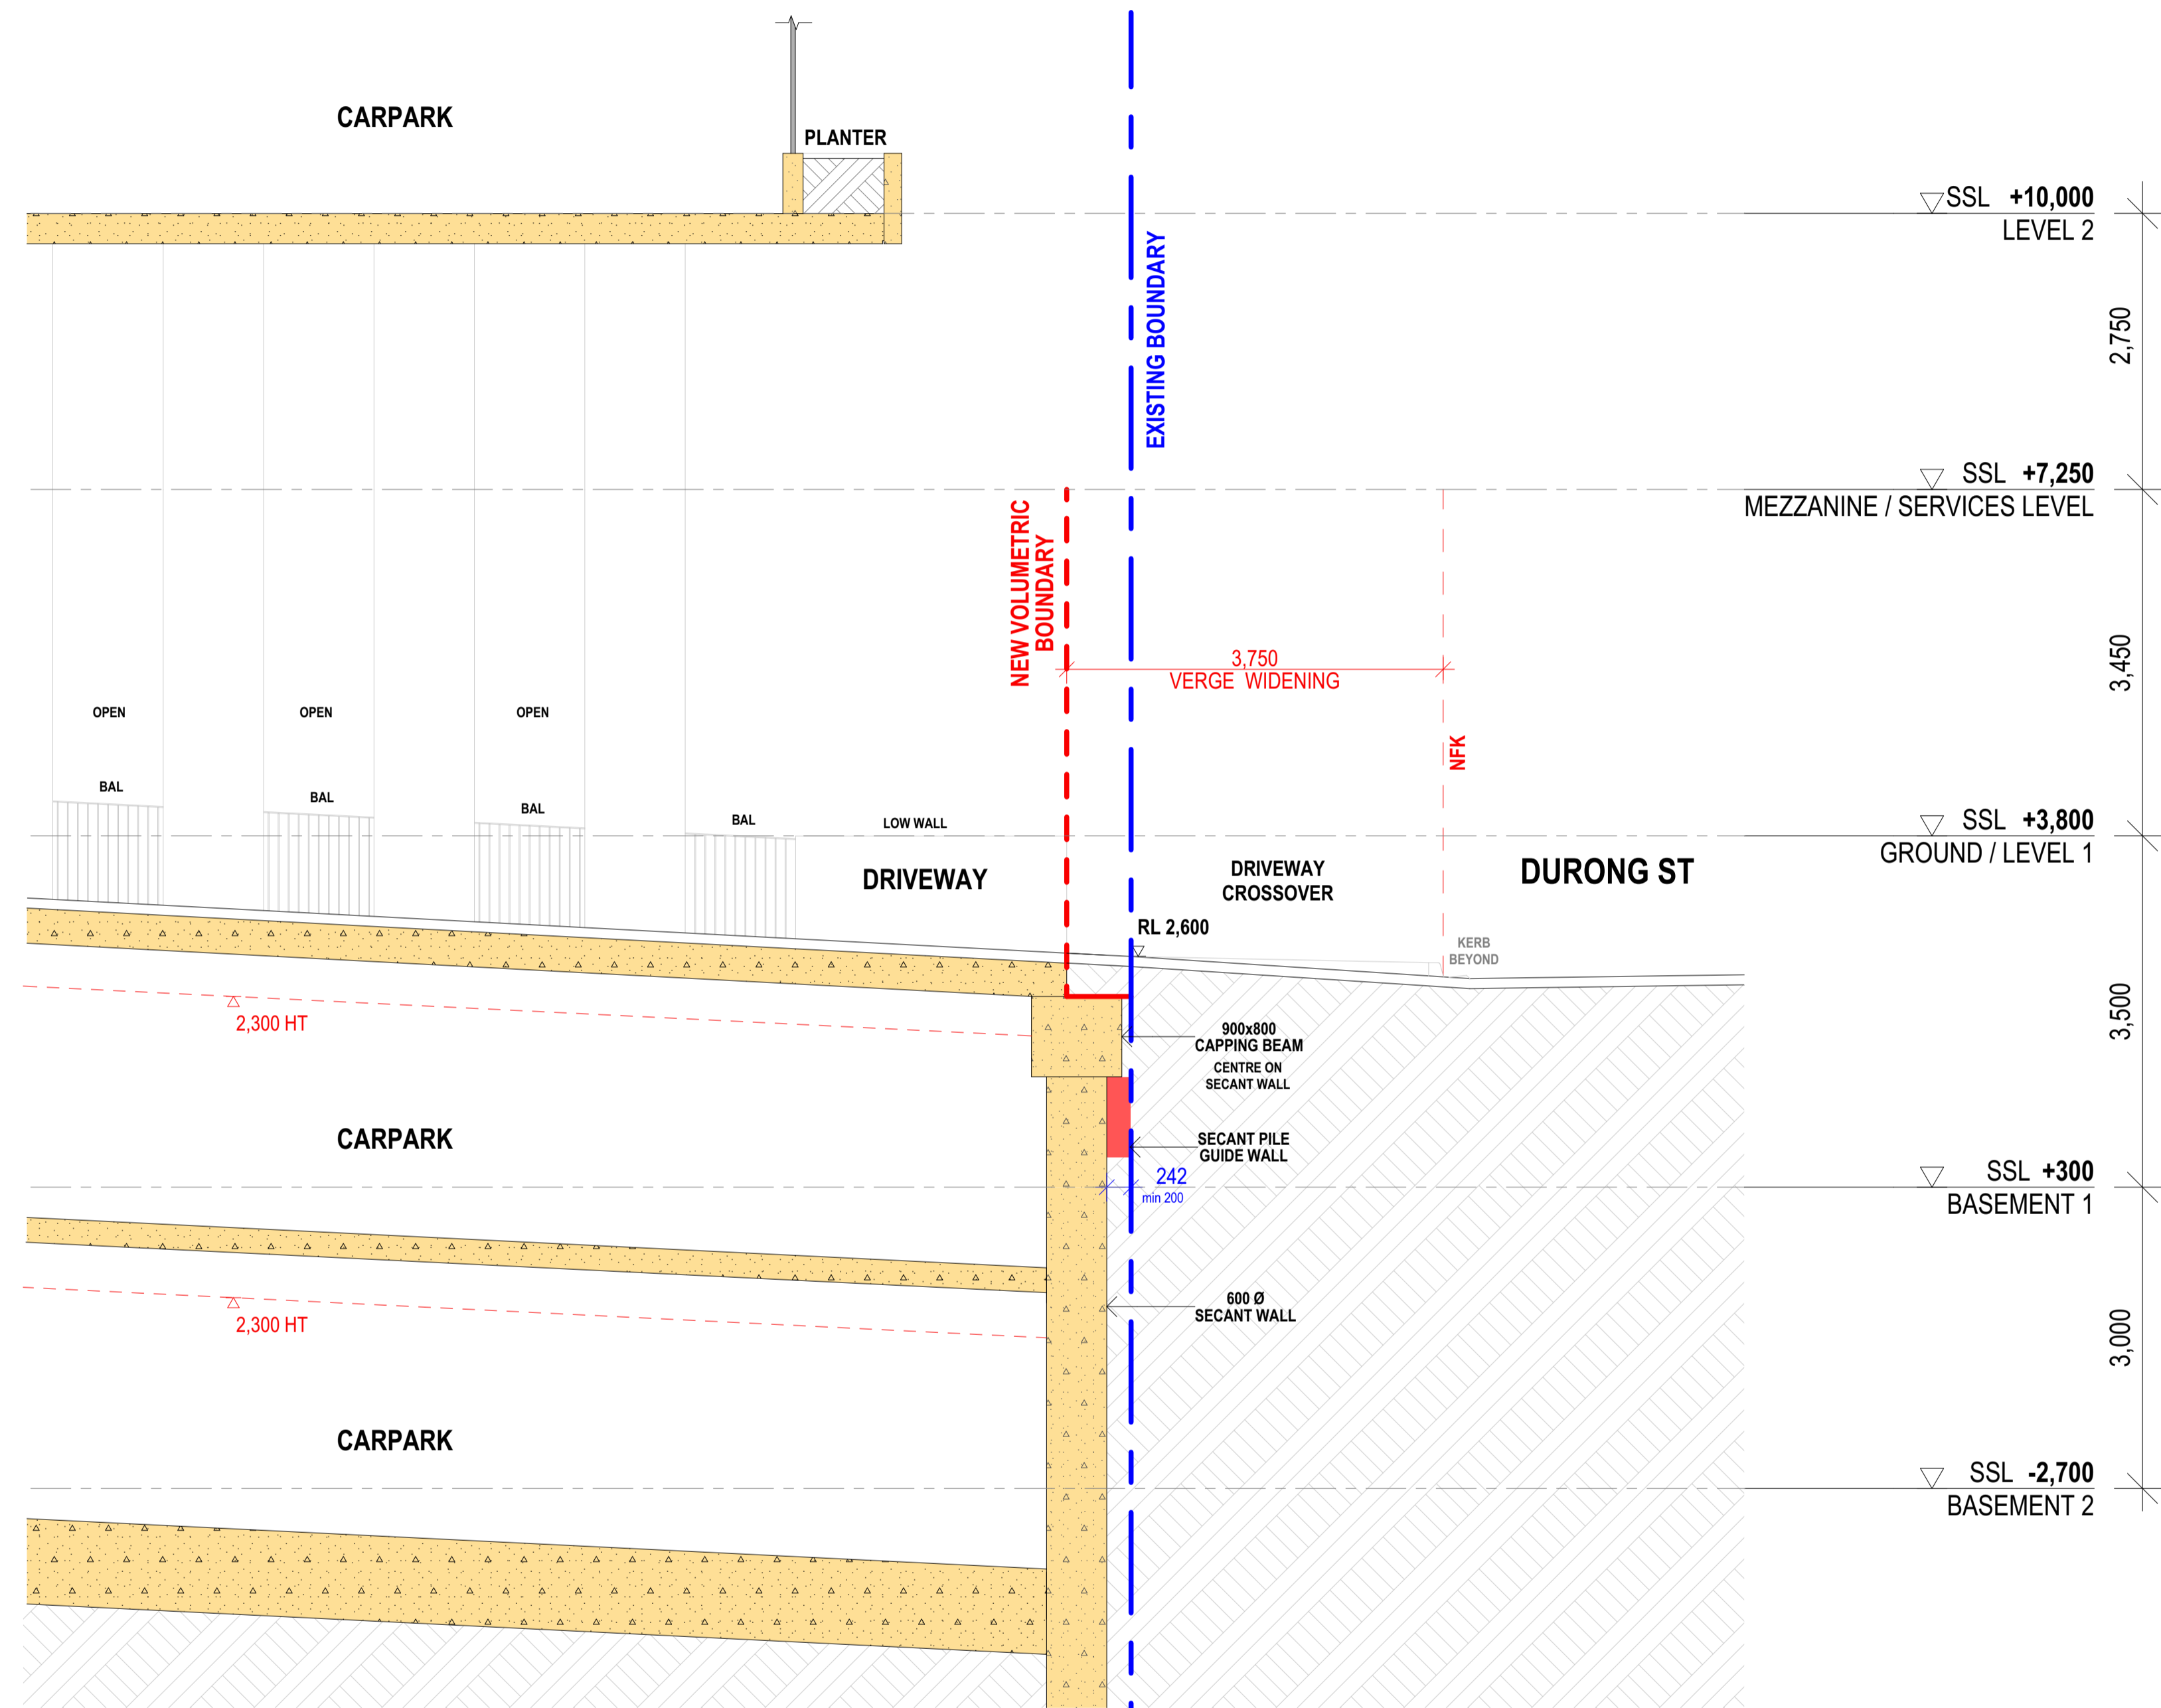 CARPARK
PLANTER
SSL +10,000
LEVEL 2
EXISTING BOUNDARY
2,750
SSL +7,250
MEZZANINE / SERVICES LEVEL
NEW VOLUMETRIC
BOUNDARY
3,750
VERGE WIDENING
3,450
OPEN
OPEN
OPEN
NFK
BAL
BAL
BAL
BAL
LOW WALL
SSL +3,800
GROUND / LEVEL 1
DRIVEWAY
DRIVEWAY
CROSSOVER
DURONG ST
RL 2,600
KERB
BEYOND
2,300 HT
900x800
CAPPING BEAM
CENTRE ON
SECANT WALL
3,500
CARPARK
SECANT PILE
GUIDE WALL
242
min 200
SSL +300
BASEMENT 1
2,300 HT
600 Ø
SECANT WALL
3,000
CARPARK
SSL -2,700
BASEMENT 2